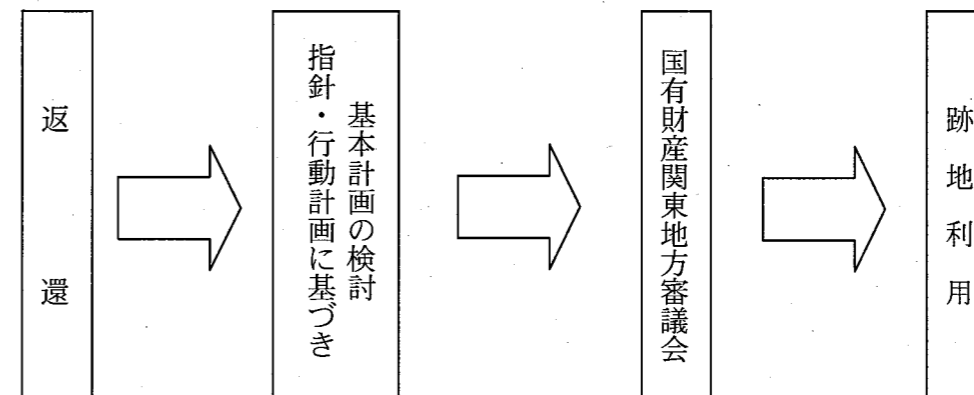 返還
指針・行動計画に基づき
基本計画の検討
国有財産関東地方審議会
跡地利用